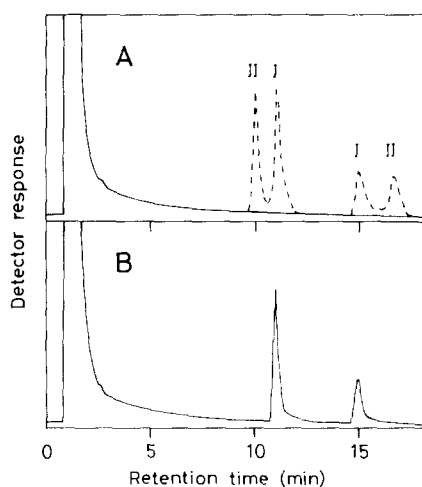 A
II I I II
B
Detector response
0 5 10 15
Retention time (min)